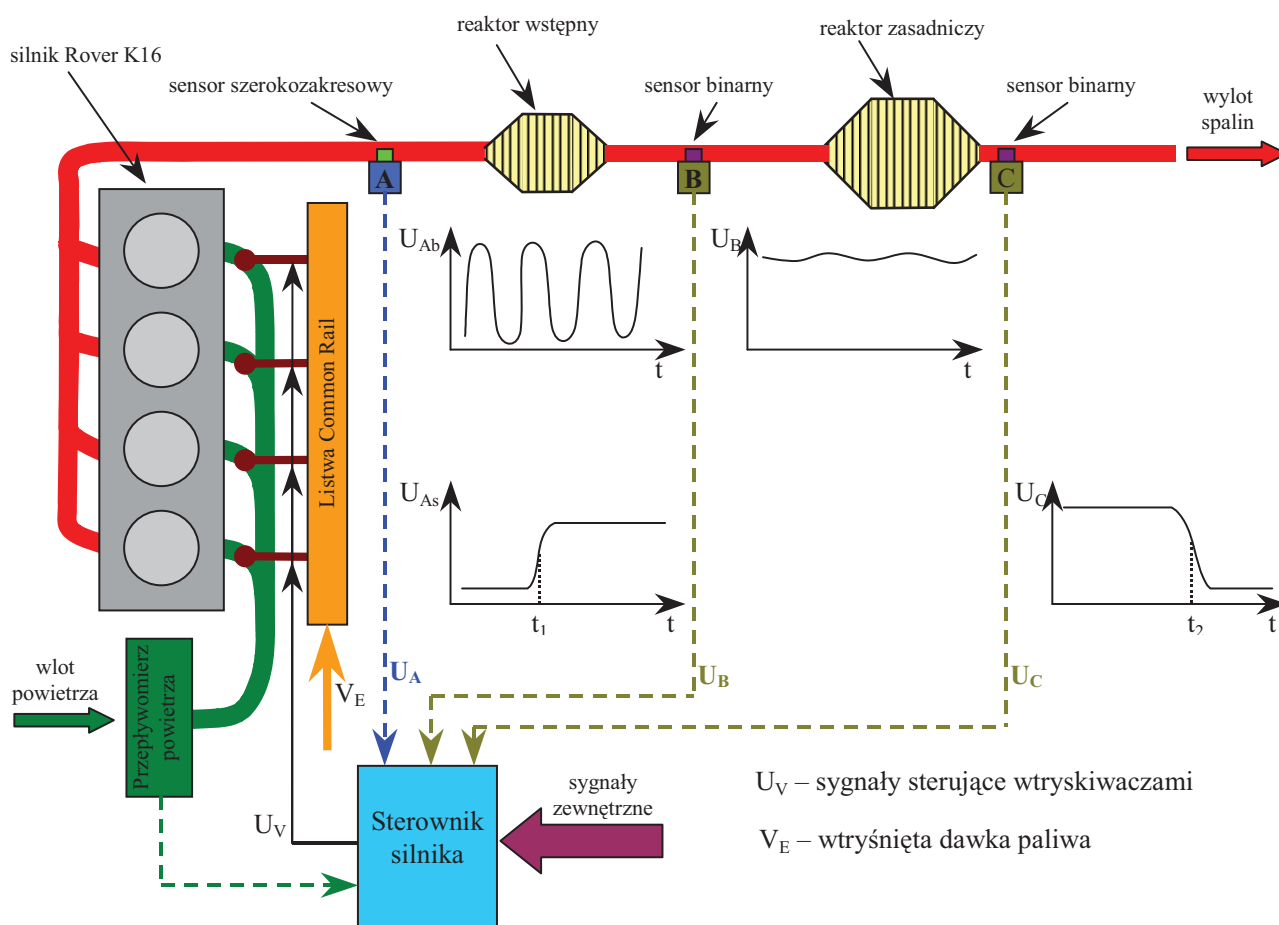 reaktor wstępny
reaktor zasadniczy
silnik Rover K16
sensor szerokozakresowy
sensor binarny
sensor binarny
wylot
spalin
A
B
C
U_Ab
t
U_B
t
Listwa Common Rail
U_As
t_1
t
U_C
t_2
t
wlot
powietrza
Przepływomierz
powietrza
V_E
U_A
U_B
U_C
U_V
Sterownik
silnika
sygnały
zewnętrzne
U_V – sygnały sterujące wtryskiwaczami
V_E – wtryśnięta dawka paliwa